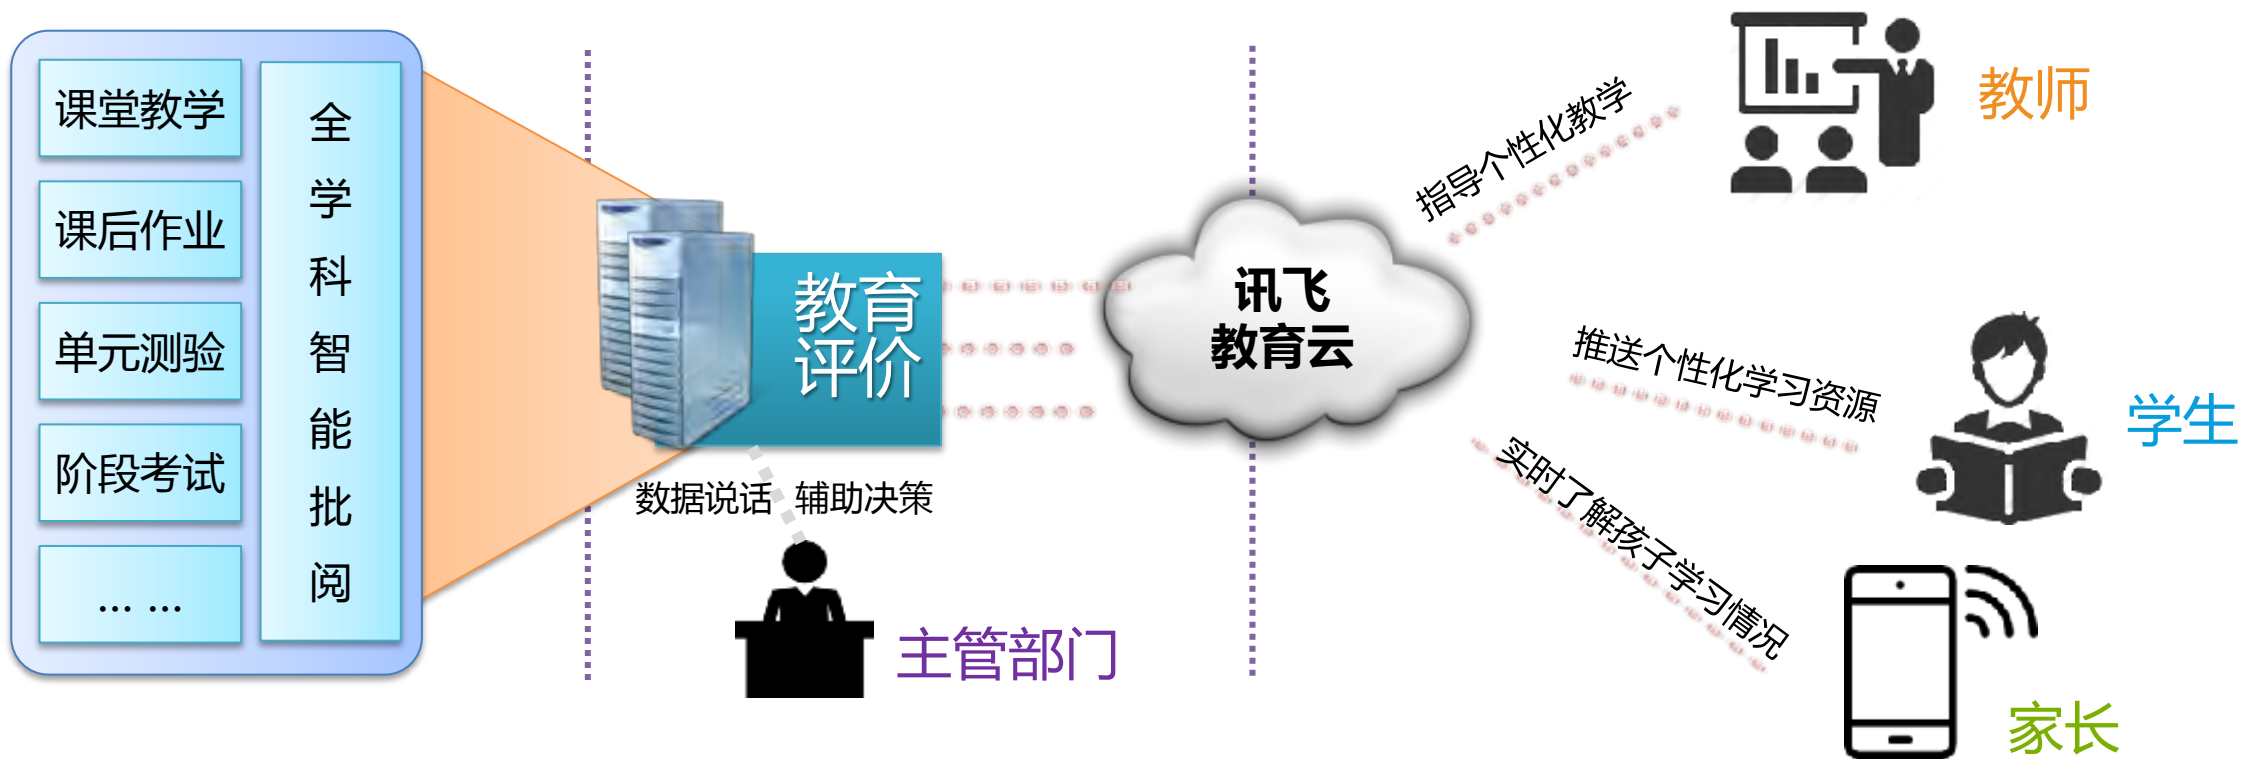 课堂教学
课后作业
单元测验
阶段考试
... ...
全学科智能批阅
教育
评价
数据说话 辅助决策
主管部门
讯飞
教育云
指导个性化教学
教师
推送个性化学习资源
学生
实时了解孩子学习情况
家长